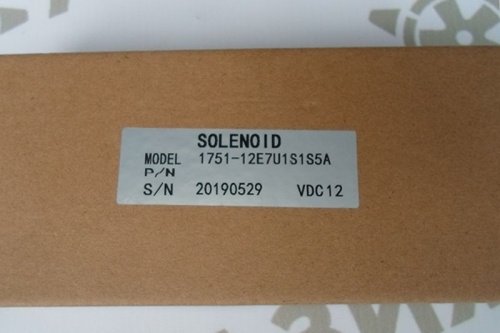 SOLENOID
MODEL 1751-12E7U1S1S5A
P/N
S/N 20190529 VDC12